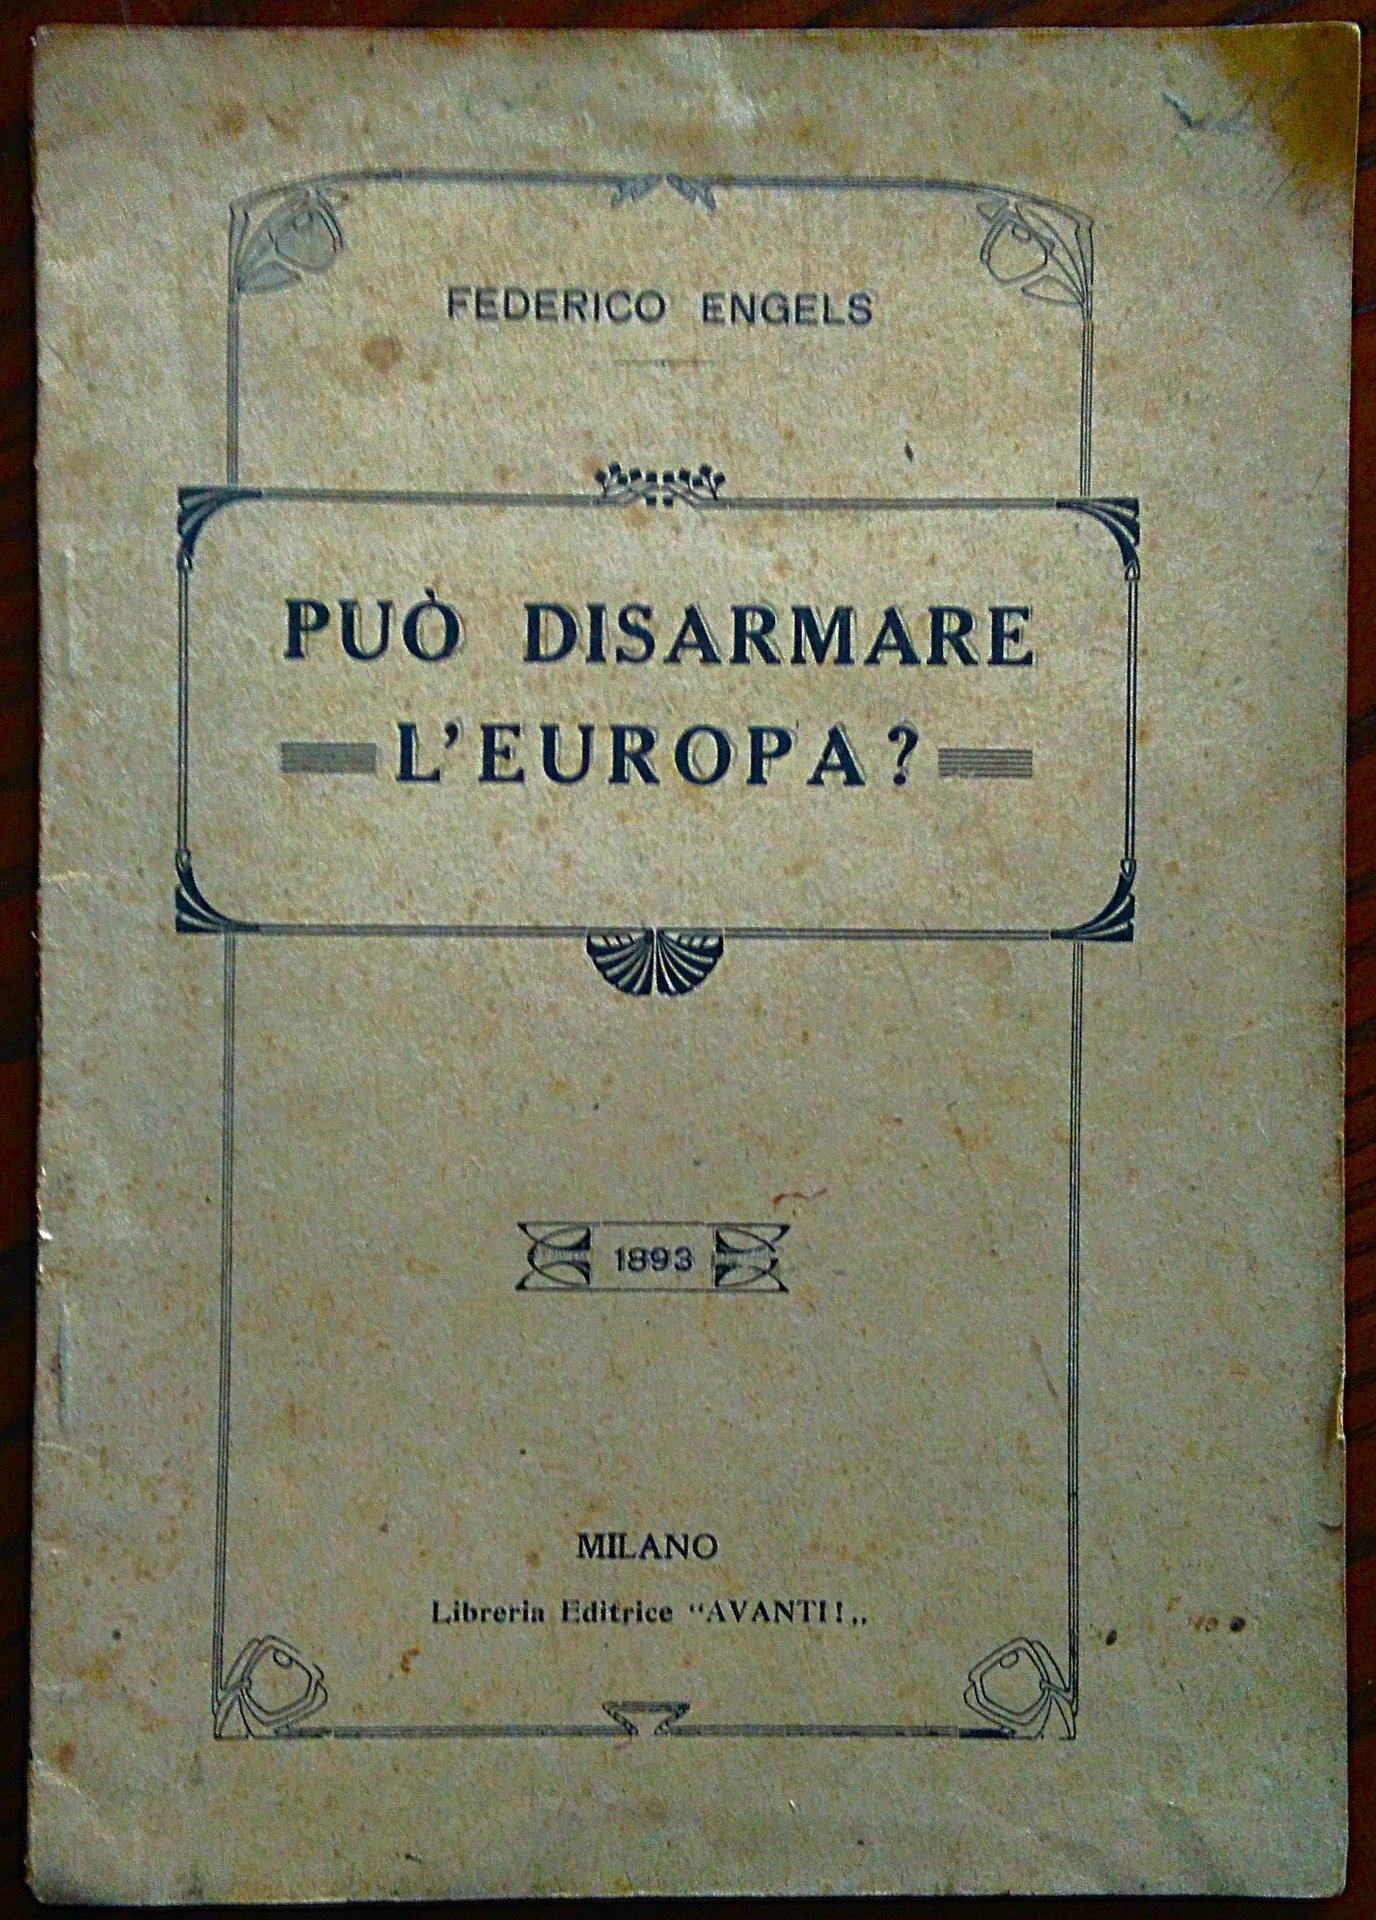 FEDERICO ENGELS
PUÒ DISARMARE
L'EUROPA?
1893
MILANO
Libreria Editrice “AVANTI!„